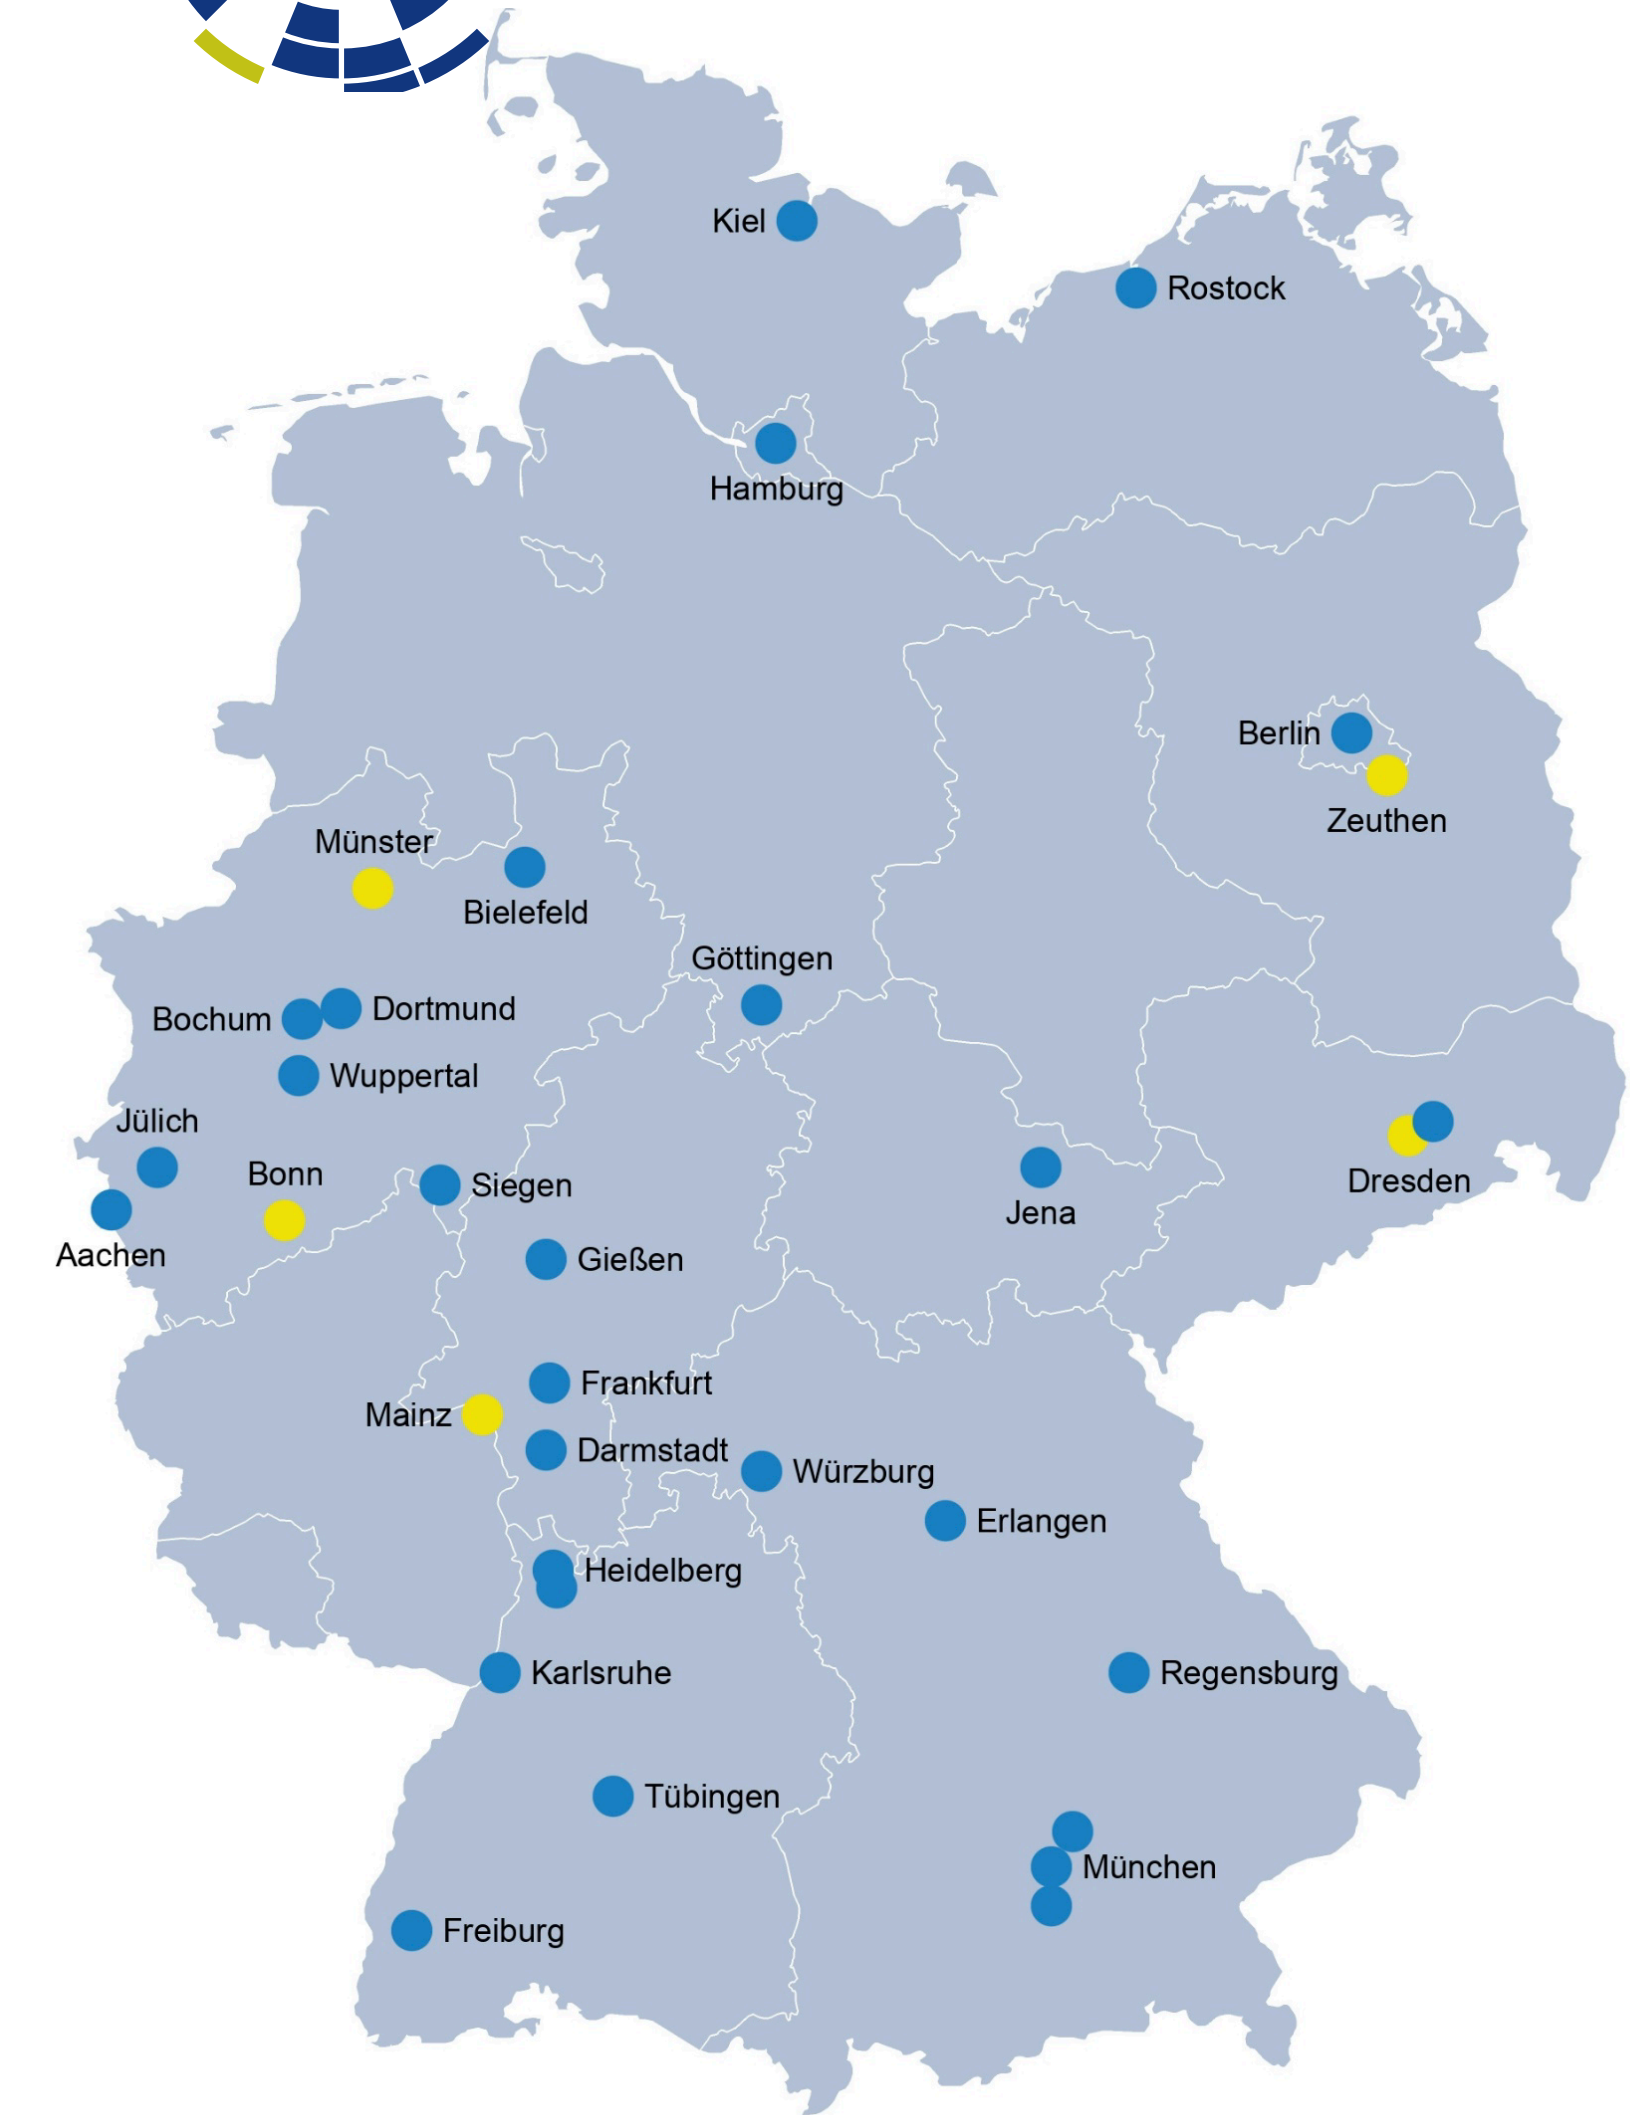 Kiel
Rostock
Hamburg
Berlin
Zeuthen
Münster
Bielefeld
Göttingen
Bochum
Dortmund
Wuppertal
Jülich
Bonn
Siegen
Dresden
Jena
Aachen
Gießen
Frankfurt
Mainz
Darmstadt
Würzburg
Erlangen
Heidelberg
Karlsruhe
Regensburg
Tübingen
München
Freiburg